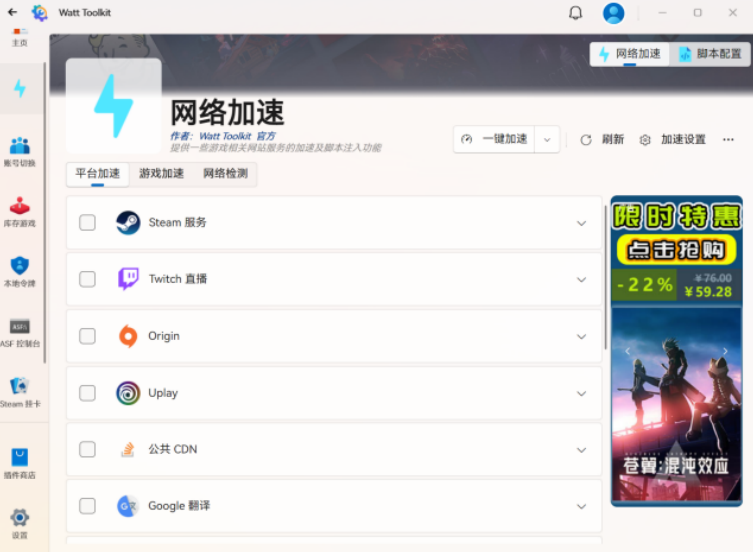 Watt Toolkit
主页
网络加速
脚本配置
网络加速
作者: Watt Toolkit 官方
提供一些游戏相关网站服务的加速及脚本注入功能
一键加速
刷新
加速设置
平台加速
游戏加速
网络检测
账号切换
库存游戏
本地令牌
ASF
ASF 控制台
Steam 挂卡
插件商店
设置
Steam 服务
Twitch 直播
Origin
Uplay
公共 CDN
Google 翻译
限时特惠
点击抢购
-22%
¥76.00
¥59.28
苍翼:混沌效应